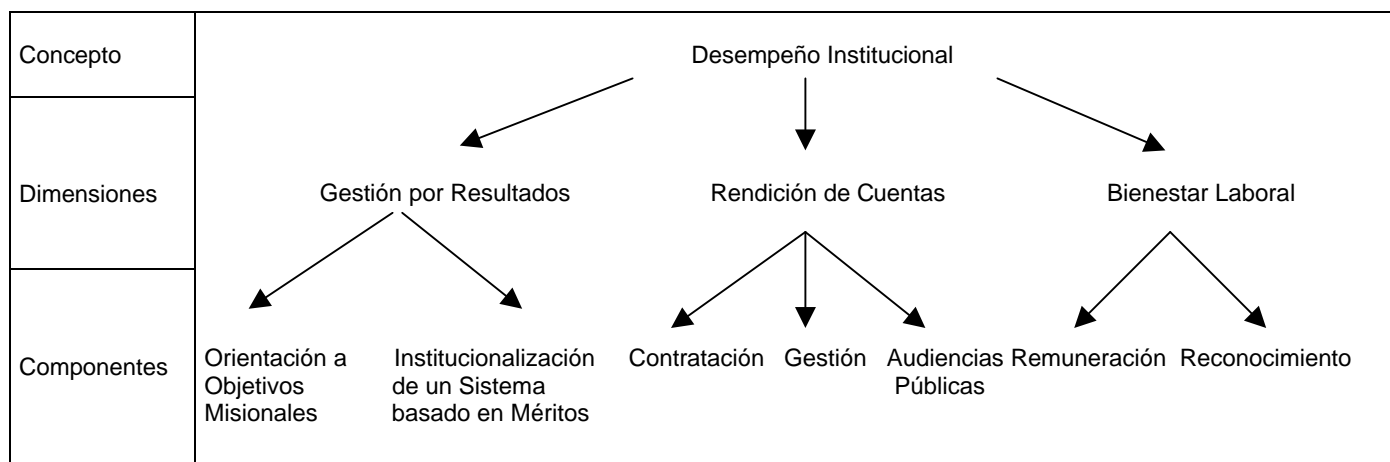 Concepto
Desempeño Institucional
Dimensiones
Gestión por Resultados
Rendición de Cuentas
Bienestar Laboral
Componentes
Orientación a
Objetivos
Misionales
Institucionalización
de un Sistema
basado en Méritos
Contratación
Gestión
Audiencias
Públicas
Remuneración
Reconocimiento